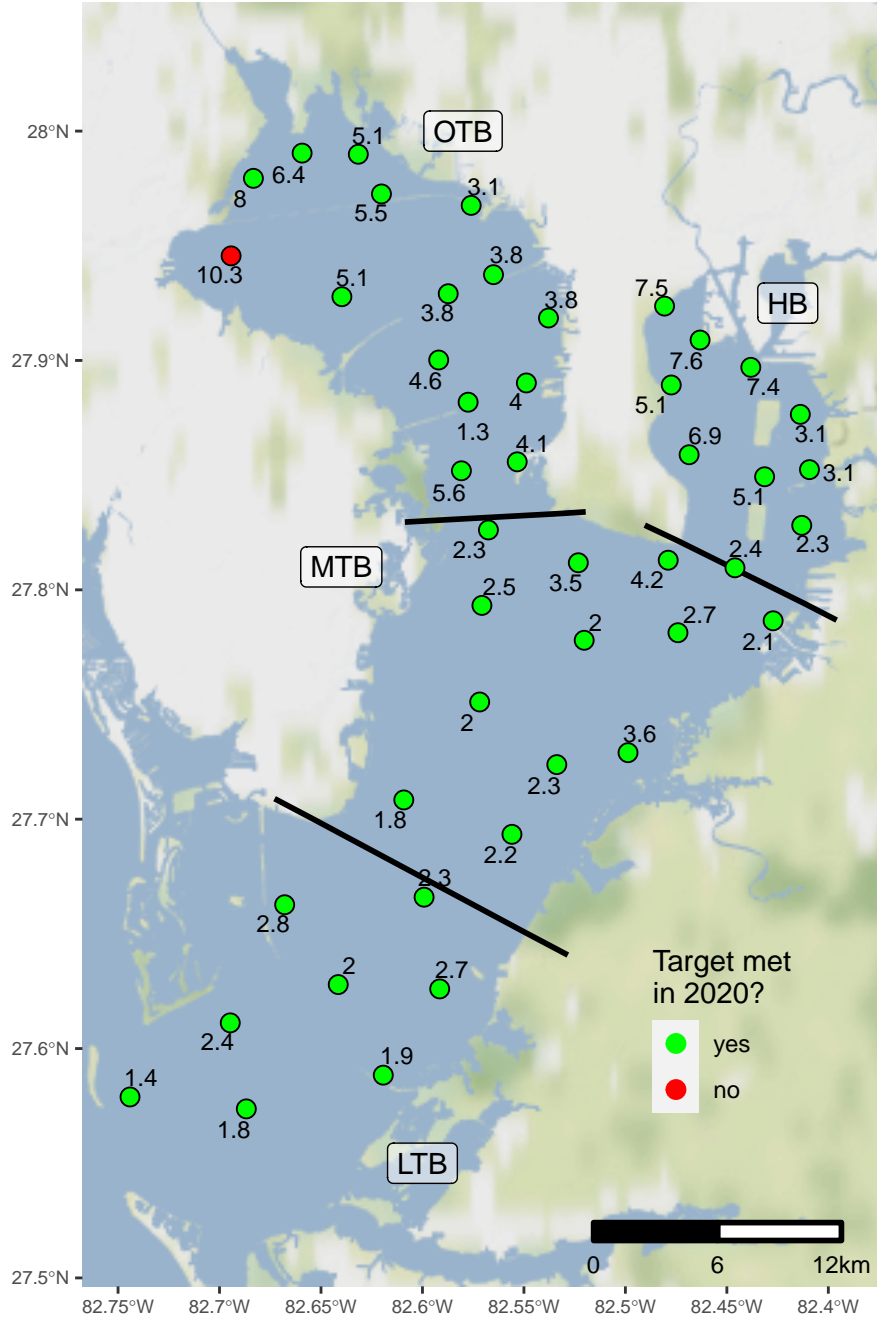 28°N
27.9°N
27.8°N
27.7°N
27.6°N
27.5°N
OTB
5.1
6.4
8
5.5
3.1
10.3
3.8
5.1
3.8
3.8
7.5
HB
7.6
4.6
4
5.1
7.4
1.3
3.1
4.1
6.9
5.6
5.1
3.1
2.3
2.3
MTB
3.5
4.2
2.4
2.5
2
2.7
2.1
2
3.6
2.3
1.8
2.2
2.3
2.8
2
2.7
2.4
1.9
1.4
1.8
LTB
Target met
in 2020?
yes
no
0 6 12km
82.75°W 82.7°W 82.65°W 82.6°W 82.55°W 82.5°W 82.45°W 82.4°W